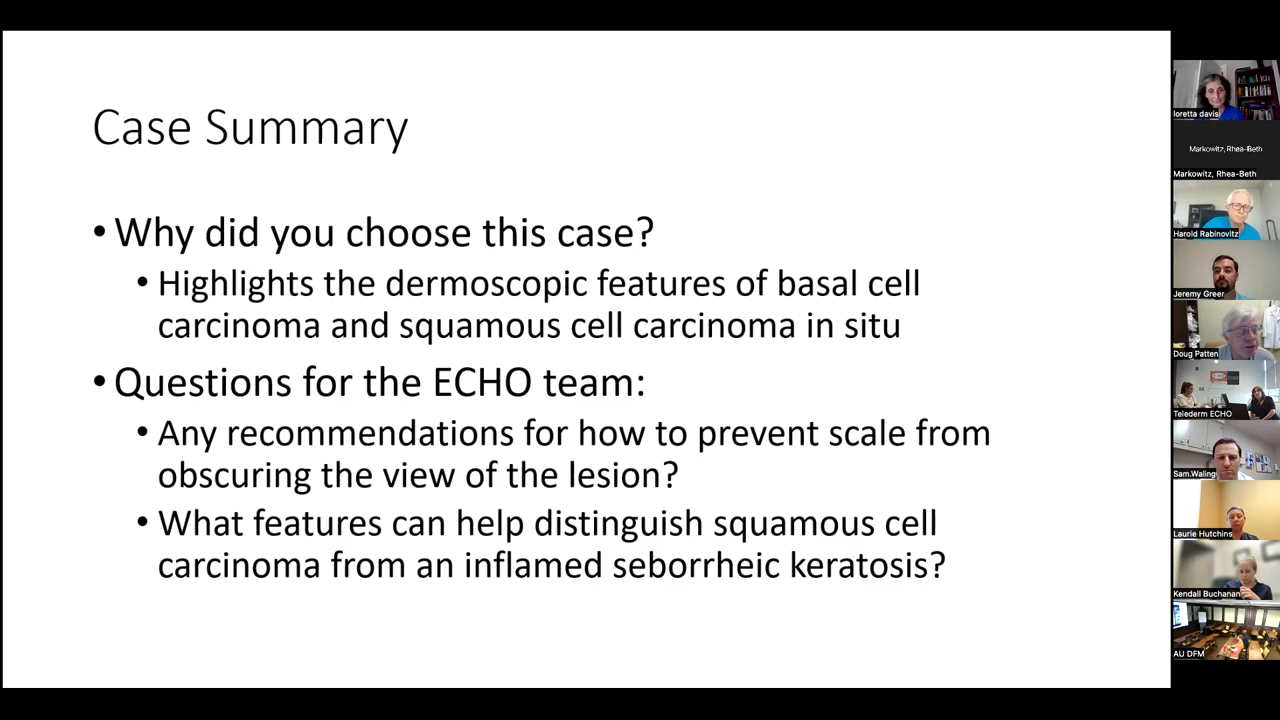 Case Summary
• Why did you choose this case?
• Highlights the dermoscopic features of basal cell
carcinoma and squamous cell carcinoma in situ
• Questions for the ECHO team:
• Any recommendations for how to prevent scale from
obscuring the view of the lesion?
• What features can help distinguish squamous cell
carcinoma from an inflamed seborrheic keratosis?
loretta davis
Markowitz, Rhea-Beth
Markowitz, Rhea-Beth
Harold Rabinovitz
Jeremy Greer
Doug Patten
Telederm ECHO
Sam.Waling
Laurie Hutchins
Kendall Buchanan
AU DFM